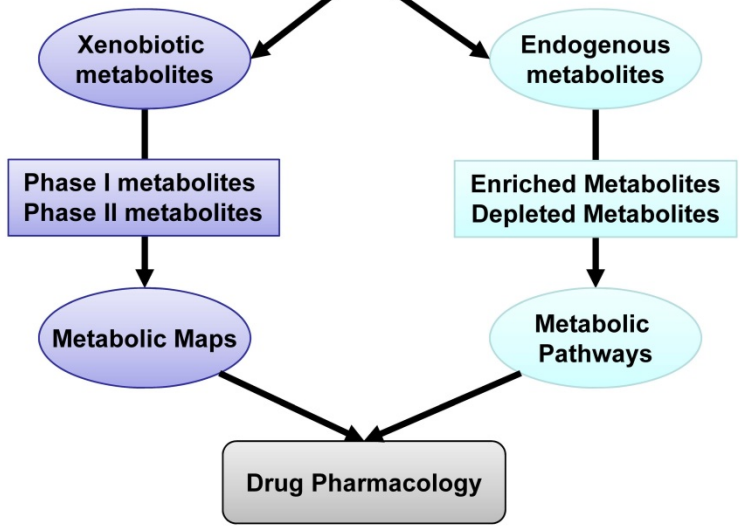 Xenobiotic
metabolites
Endogenous
metabolites
Phase I metabolites
Phase II metabolites
Enriched Metabolites
Depleted Metabolites
Metabolic Maps
Metabolic
Pathways
Drug Pharmacology